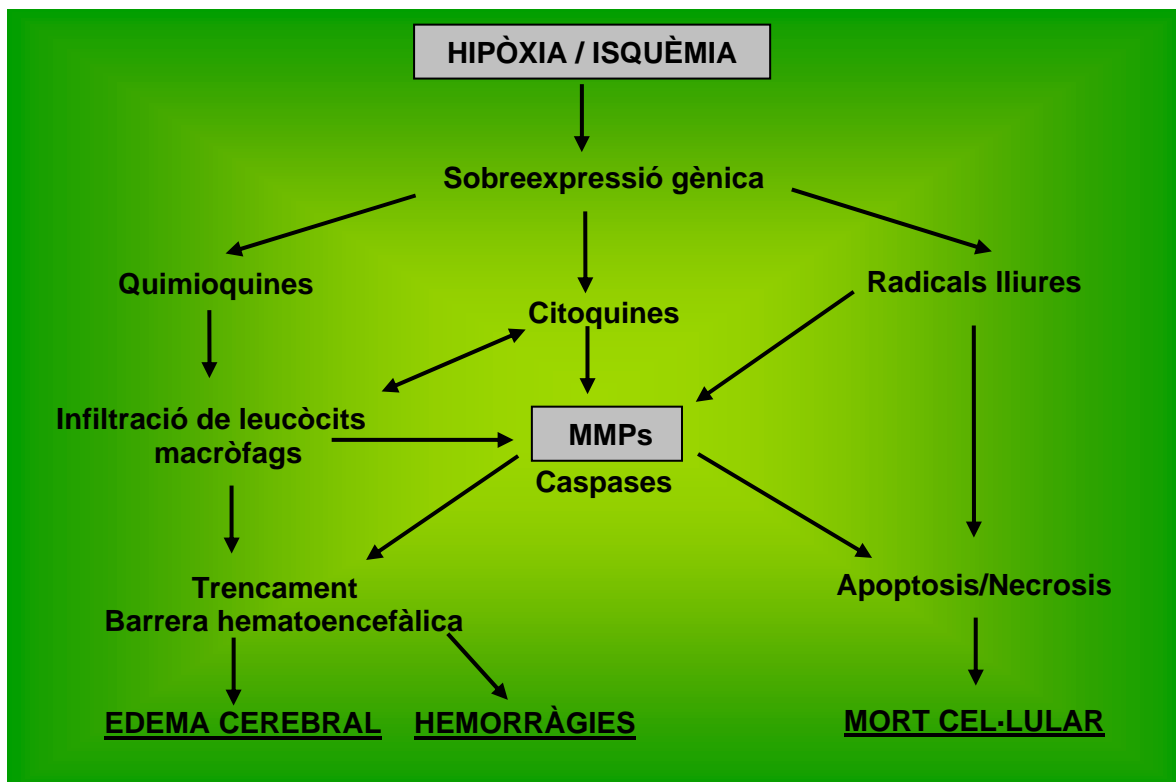 HIPÒXIA / ISQUÈMIA
Sobreexpressió gènica
Quimioquines
Citoquines
Radicals lliures
Infiltració de leucòcits
macròfags
MMPs
Caspases
Trencament
Barrera hematoencefàlica
Apoptosis/Necrosis
EDEMA CEREBRAL
HEMORRÀGIES
MORT CEL·LULAR